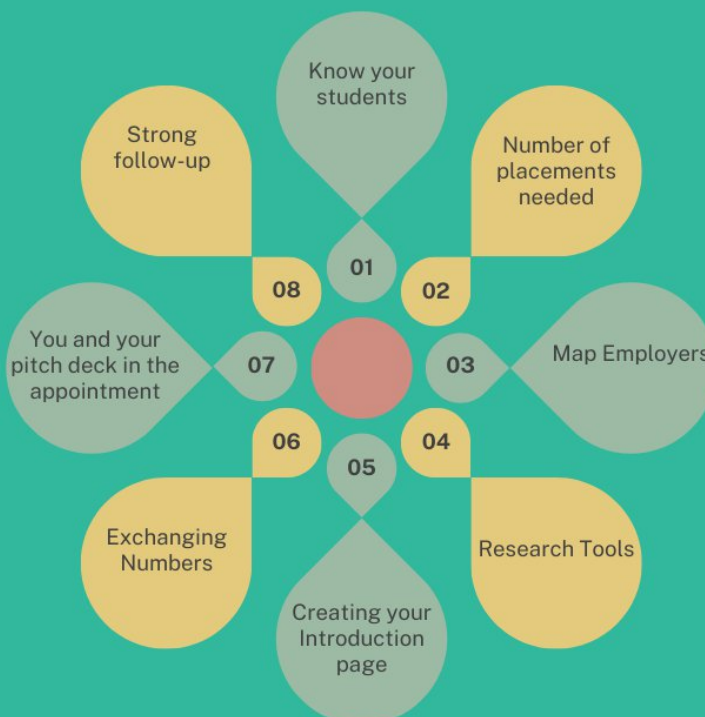 Know your
students
01
Number of
placements
needed
02
Map Employers
03
Research Tools
04
Creating your
Introduction
page
05
Exchanging
Numbers
06
You and your
pitch deck in the
appointment
07
Strong
follow-up
08